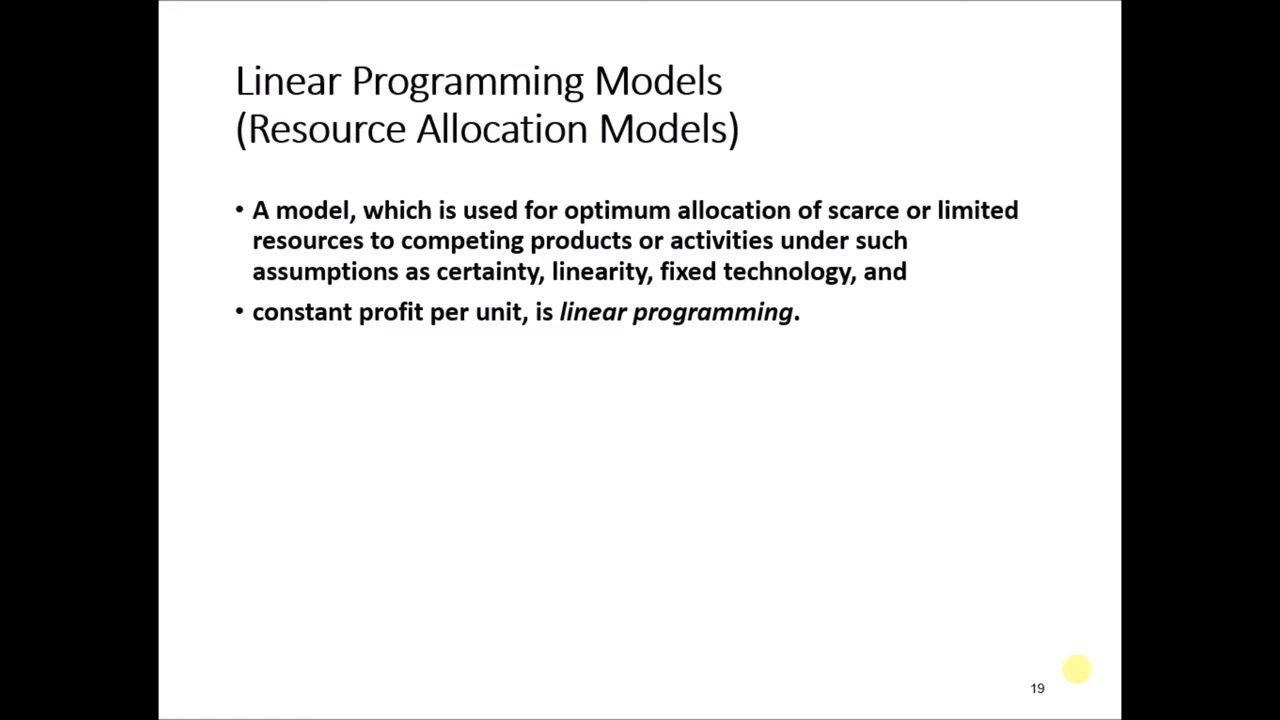 Linear Programming Models
(Resource Allocation Models)
• A model, which is used for optimum allocation of scarce or limited
resources to competing products or activities under such
assumptions as certainty, linearity, fixed technology, and
• constant profit per unit, is linear programming.
19